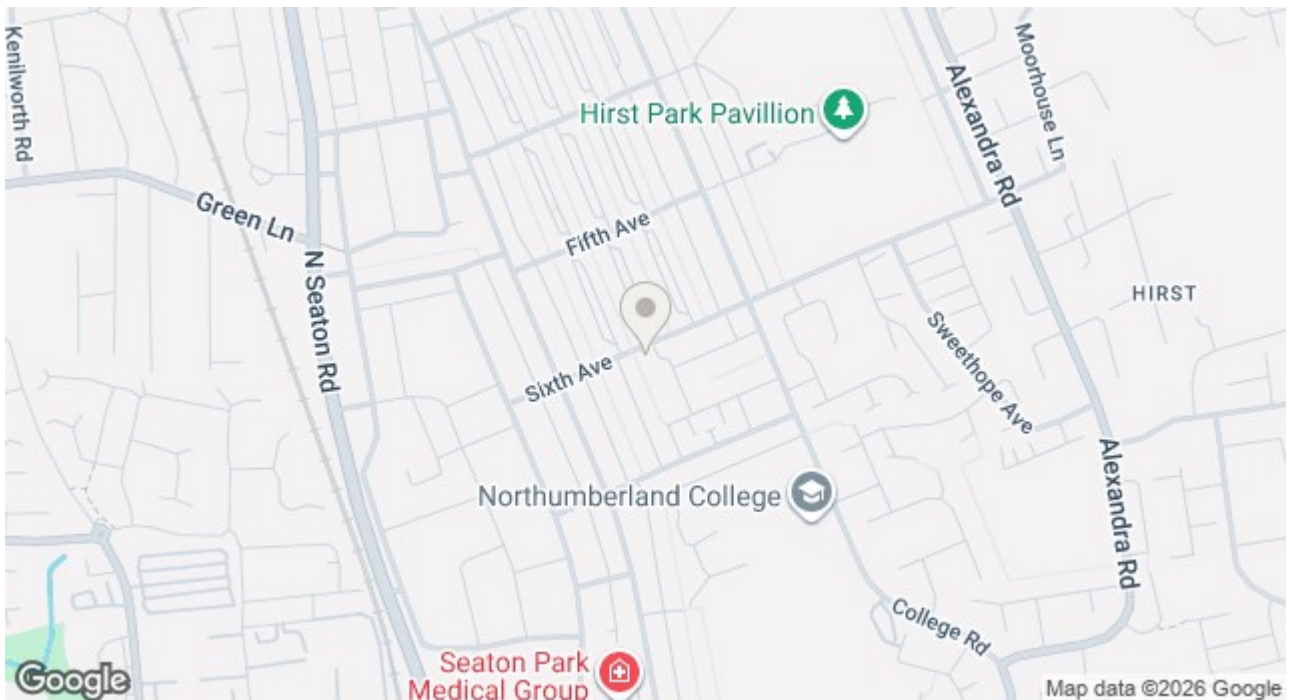 Kenilworth Rd
Moorhouse Ln
Alexandra Rd
Hirst Park Pavillion
Green Ln
Fifth Ave
N Seaton Rd
HIRST
Sweethope Ave
Sixth Ave
Northumberland College
Alexandra Rd
College Rd
Seaton Park
Medical Group
Google
Map data ©2026 Google